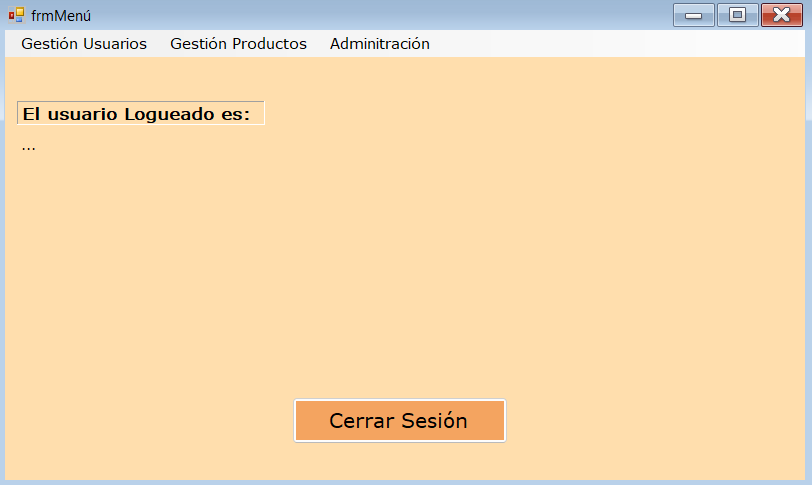 frmMenú
Gestión Usuarios Gestión Productos Adminitración
El usuario Logueado es:
...
Cerrar Sesión